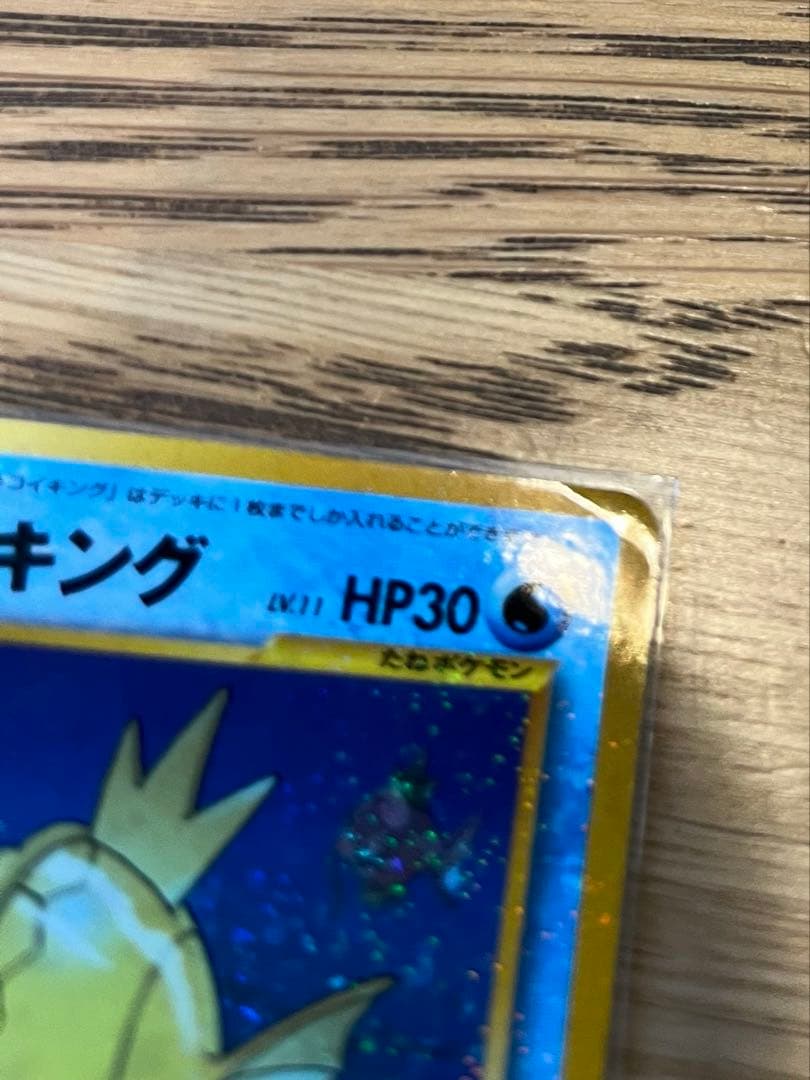 コイキング」はデッキに1枚までしか入れることができ
キング LV.11 HP30
たねポケモン